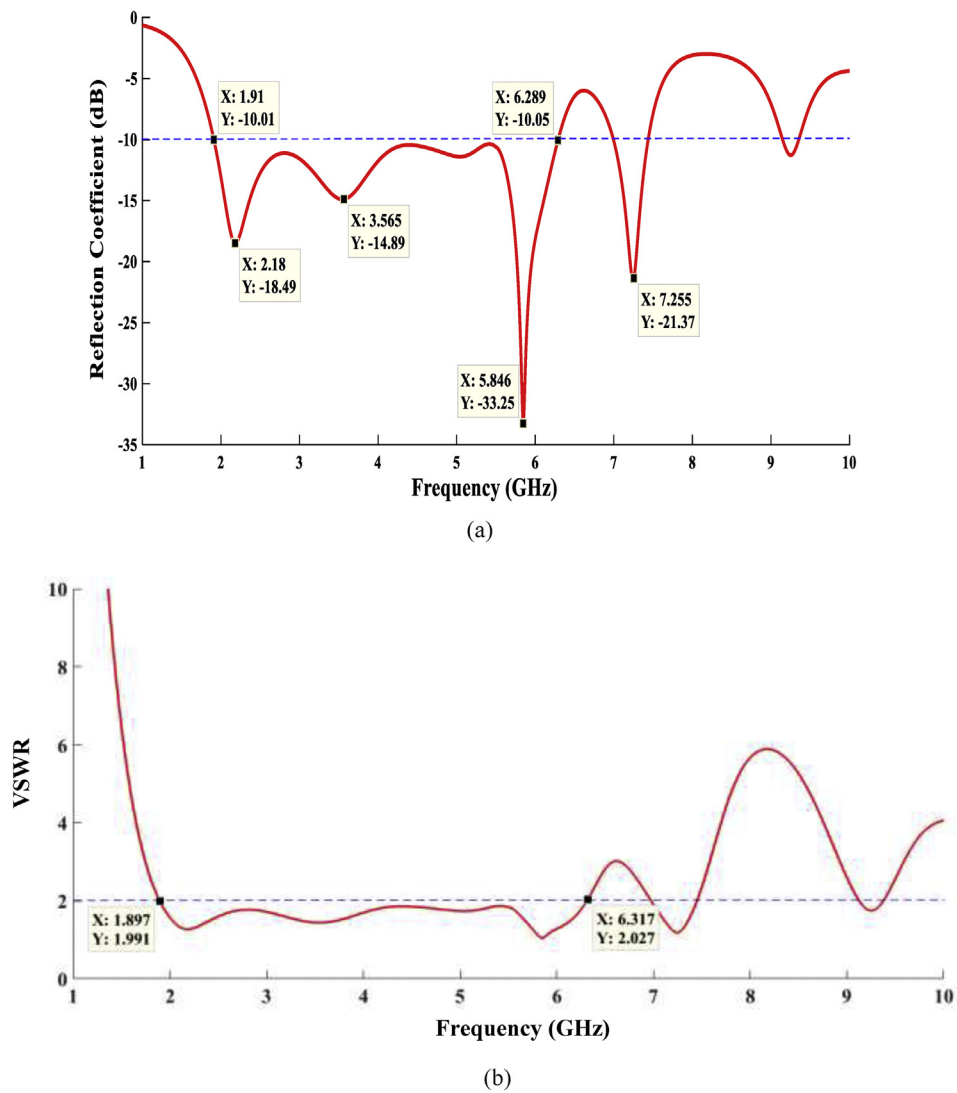 0
-5
-10
-15
-20
-25
-30
-35
Reflection Coefficient (dB)
X: 1.91
Y: -10.01
X: 6.289
Y: -10.05
X: 3.565
Y: -14.89
X: 2.18
Y: -18.49
X: 7.255
Y: -21.37
X: 5.846
Y: -33.25
1 2 3 4 5 6 7 8 9 10
Frequency (GHz)
(a)
10
8
6
4
2
0
VSWR
X: 1.897
Y: 1.991
X: 6.317
Y: 2.027
1 2 3 4 5 6 7 8 9 10
Frequency (GHz)
(b)